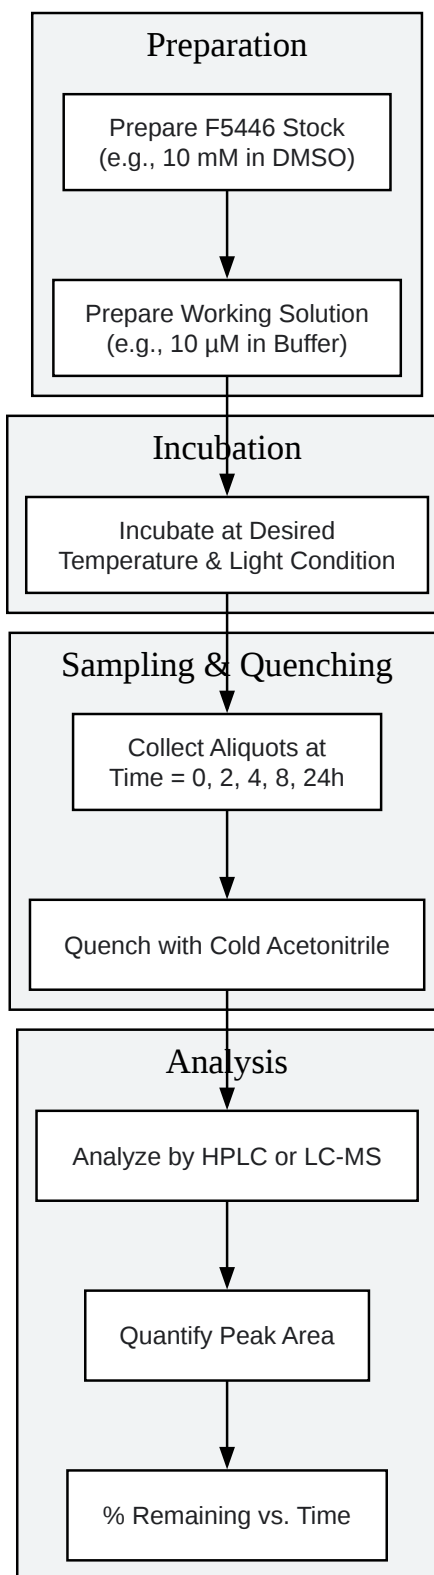 Preparation
Prepare F5446 Stock
(e.g., 10 mM in DMSO)
Prepare Working Solution
(e.g., 10 µM in Buffer)
Incubation
Incubate at Desired
Temperature & Light Condition
Sampling & Quenching
Collect Aliquots at
Time = 0, 2, 4, 8, 24h
Quench with Cold Acetonitrile
Analysis
Analyze by HPLC or LC-MS
Quantify Peak Area
% Remaining vs. Time